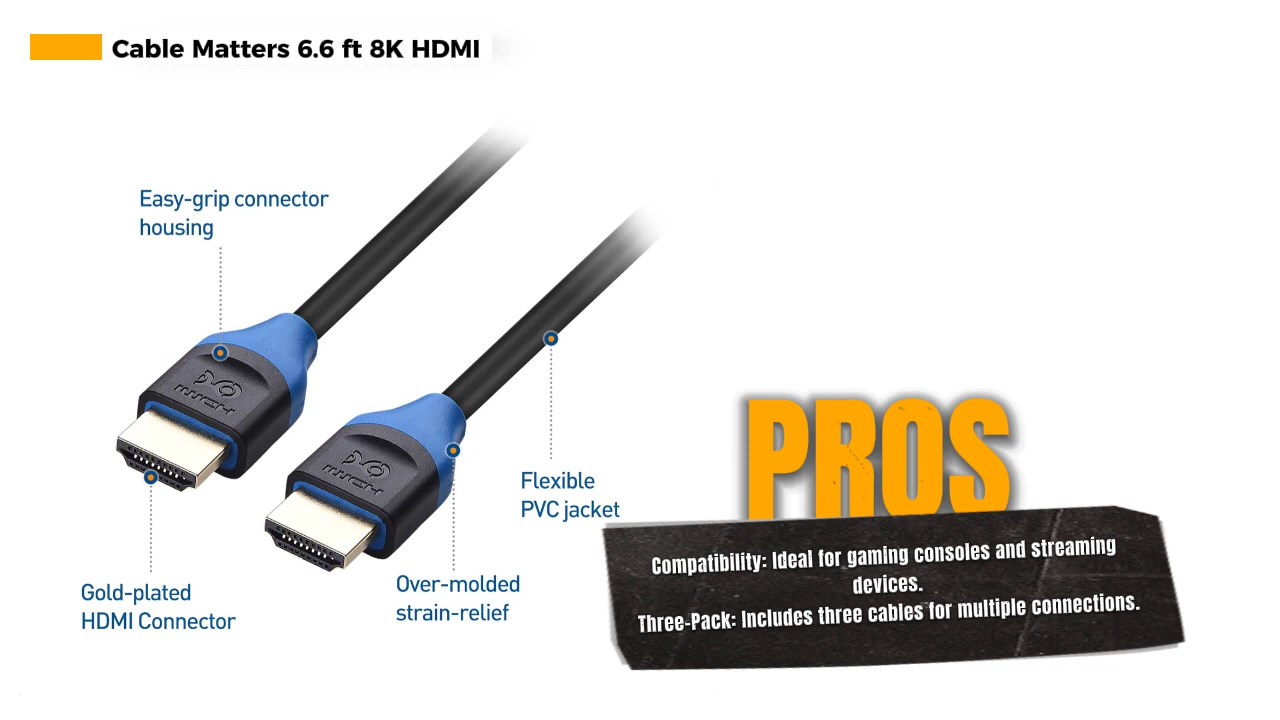 Cable Matters 6.6 ft 8K HDMI
Easy-grip connector
housing
HDMI
HDMI
Flexible
PVC jacket
Gold-plated
HDMI Connector
Over-molded
strain-relief
PROS
Compatibility: Ideal for gaming consoles and streaming
devices.
Three-Pack: Includes three cables for multiple connections.